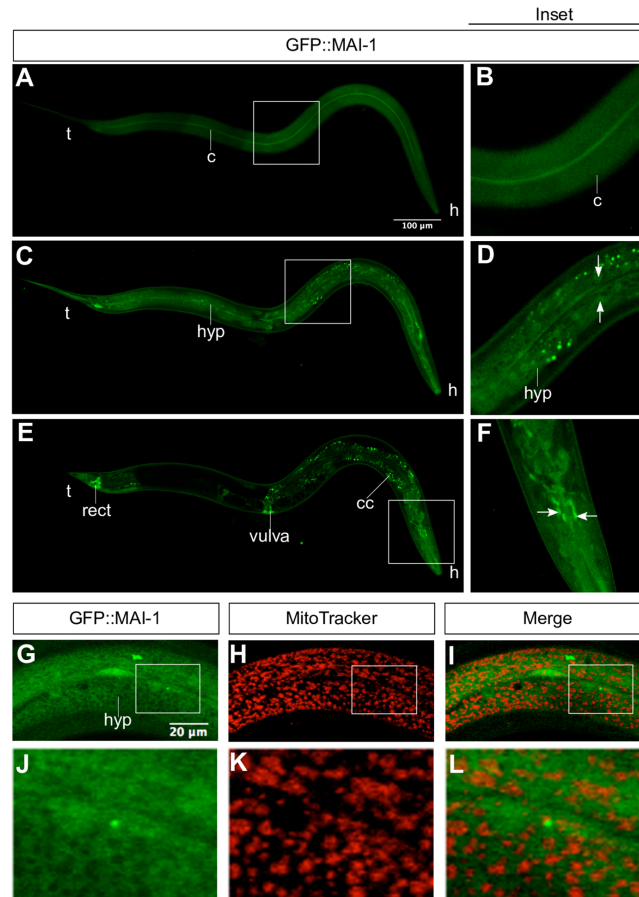 Inset
GFP::MAI-1
A
t
c
h
100 µm
B
c
C
t
hyp
h
D
hyp
E
t
rect
vulva
cc
h
F
GFP::MAI-1
MitoTracker
Merge
G
hyp
20 µm
H
I
J
K
L